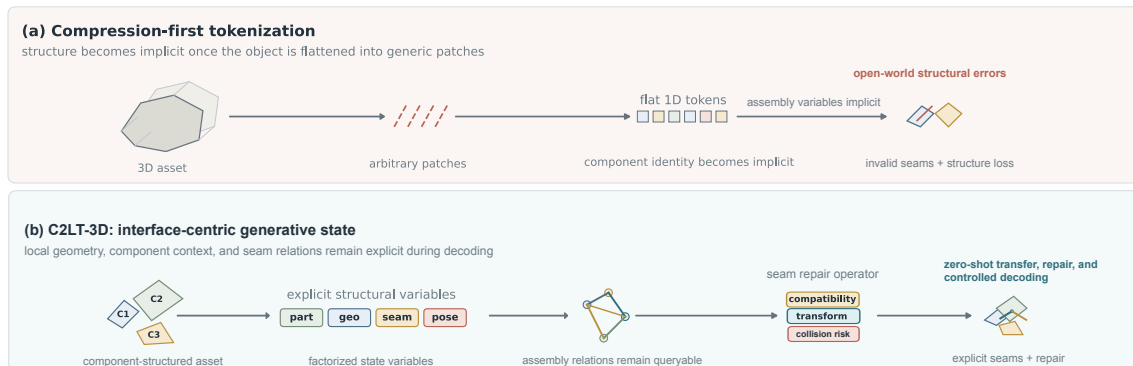 (a) Compression-first tokenization
structure becomes implicit once the object is flattened into generic patches
open-world structural errors
flat 1D tokens
assembly variables implicit
3D asset
arbitrary patches
component identity becomes implicit
invalid seams + structure loss
(b) C2LT-3D: interface-centric generative state
local geometry, component context, and seam relations remain explicit during decoding
zero-shot transfer, repair, and
controlled decoding
seam repair operator
explicit structural variables
C1
C2
C3
part
geo
seam
pose
compatibility
transform
collision risk
component-structured asset
factorized state variables
assembly relations remain queryable
explicit seams + repair